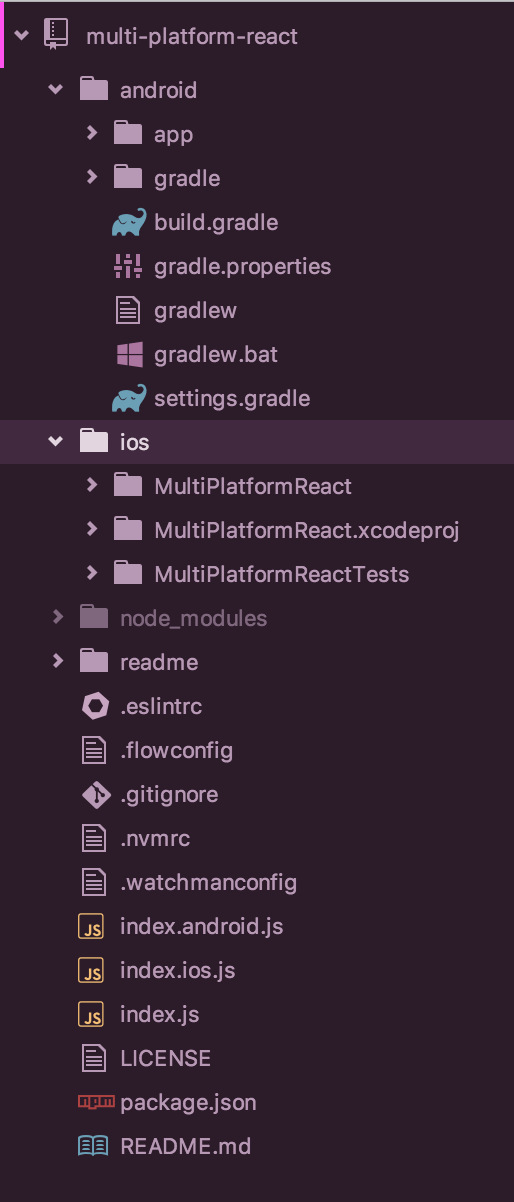 multi-platform-react
android
app
gradle
build.gradle
gradle.properties
gradlew
gradlew.bat
settings.gradle
ios
MultiPlatformReact
MultiPlatformReact.xcodeproj
MultiPlatformReactTests
node_modules
readme
.eslintrc
.flowconfig
.gitignore
.nvmrc
.watchmanconfig
JS index.android.js
JS index.ios.js
JS index.js
LICENSE
npm package.json
README.md